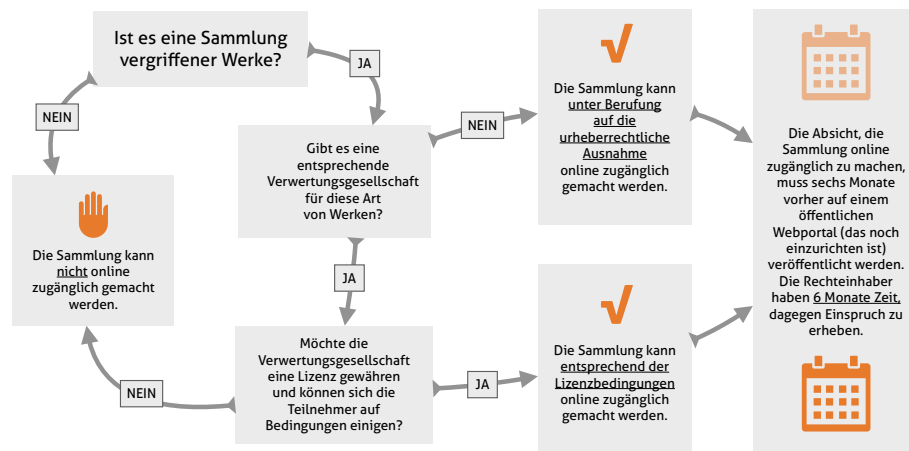 Ist es eine Sammlung
vergriffener Werke?
JA
NEIN
Gibt es eine
entsprechende
Verwertungsgesellschaft
für diese Art
von Werken?
NEIN
Die Sammlung kann
unter Berufung
auf die
urheberrechtliche
Ausnahme
online zugänglich
gemacht werden.
Die Absicht, die
Sammlung online
zugänglich zu machen,
muss sechs Monate
vorher auf einem
öffentlichen
Webportal (das noch
einzurichten ist)
veröffentlicht werden.
Die Rechteinhaber
haben 6 Monate Zeit,
dagegen Einspruch zu
erheben.
Die Sammlung kann
nicht online
zugänglich gemacht
werden.
JA
Möchte die
Verwertungsgesellschaft
eine Lizenz gewähren
und können sich die
Teilnehmer auf
Bedingungen einigen?
NEIN
JA
Die Sammlung kann
entsprechend der
Lizenzbedingungen
online zugänglich
gemacht werden.